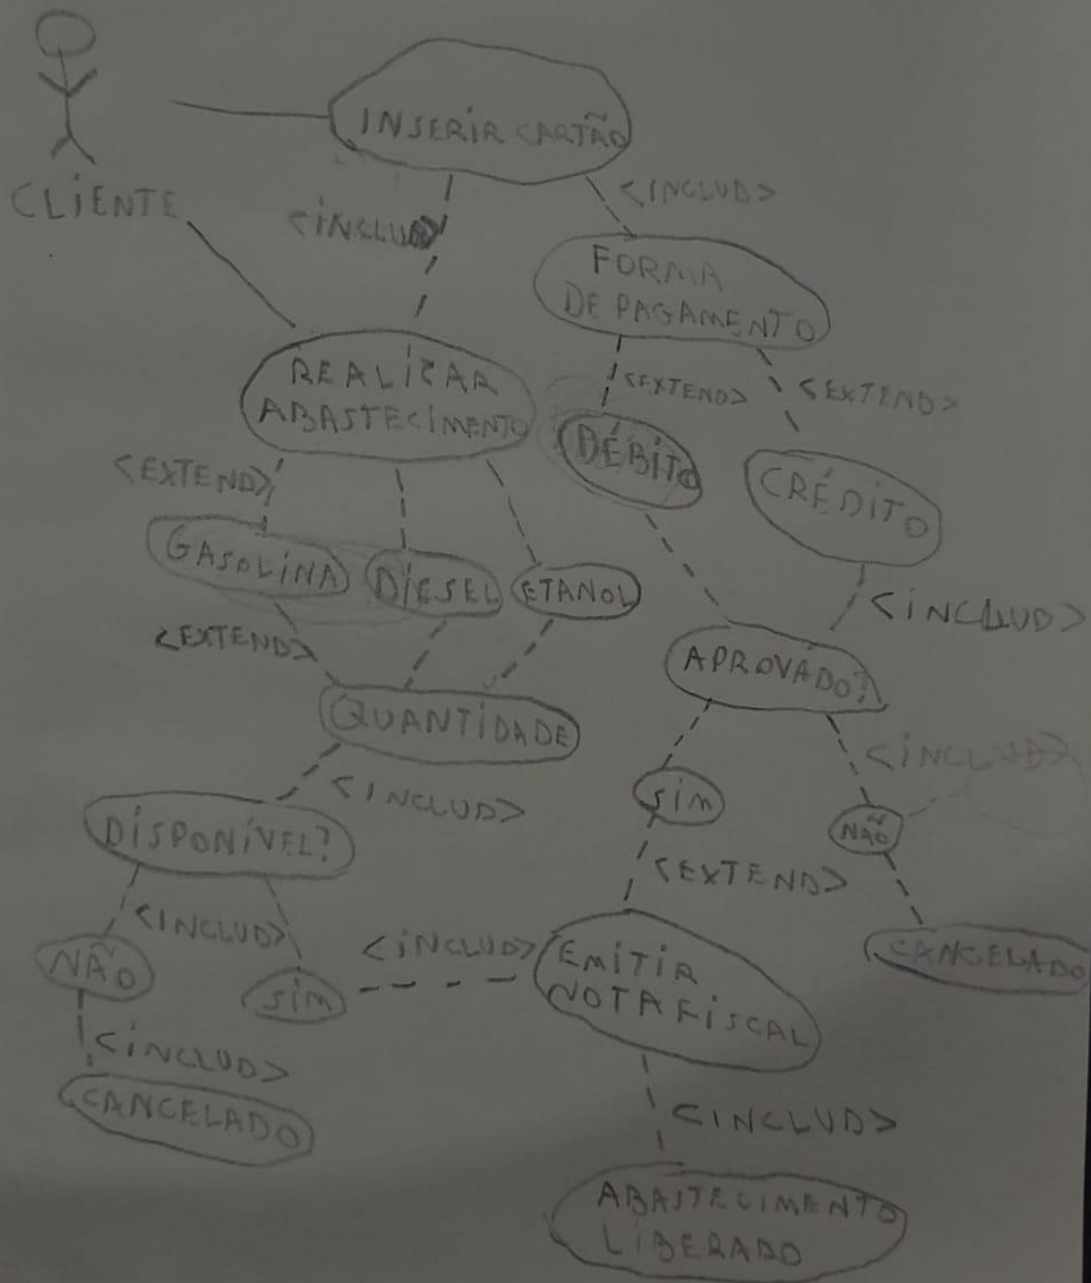 INSERIR CARTÃO
CLIENTE
<INCLUD>
<INCLUD>
FORMA
DE PAGAMENTO
REALIZAR
ABASTECIMENTO
<EXTEND>
<EXTEND>
<EXTEND>
DÉBITO
CRÉDITO
GASOLINA
DIESEL
ETANOL
<INCLUD>
<EXTEND>
APROVADO?
QUANTIDADE
<INCLUD>
<INCLUD>
SIM
NÃO
DISPONÍVEL?
<EXTEND>
<INCLUD>
<INCLUD>
NÃO
SIM
EMITIR
NOTA FISCAL
CANCELADO
<INCLUD>
CANCELADO
<INCLUD>
ABASTECIMENTO
LIBERADO